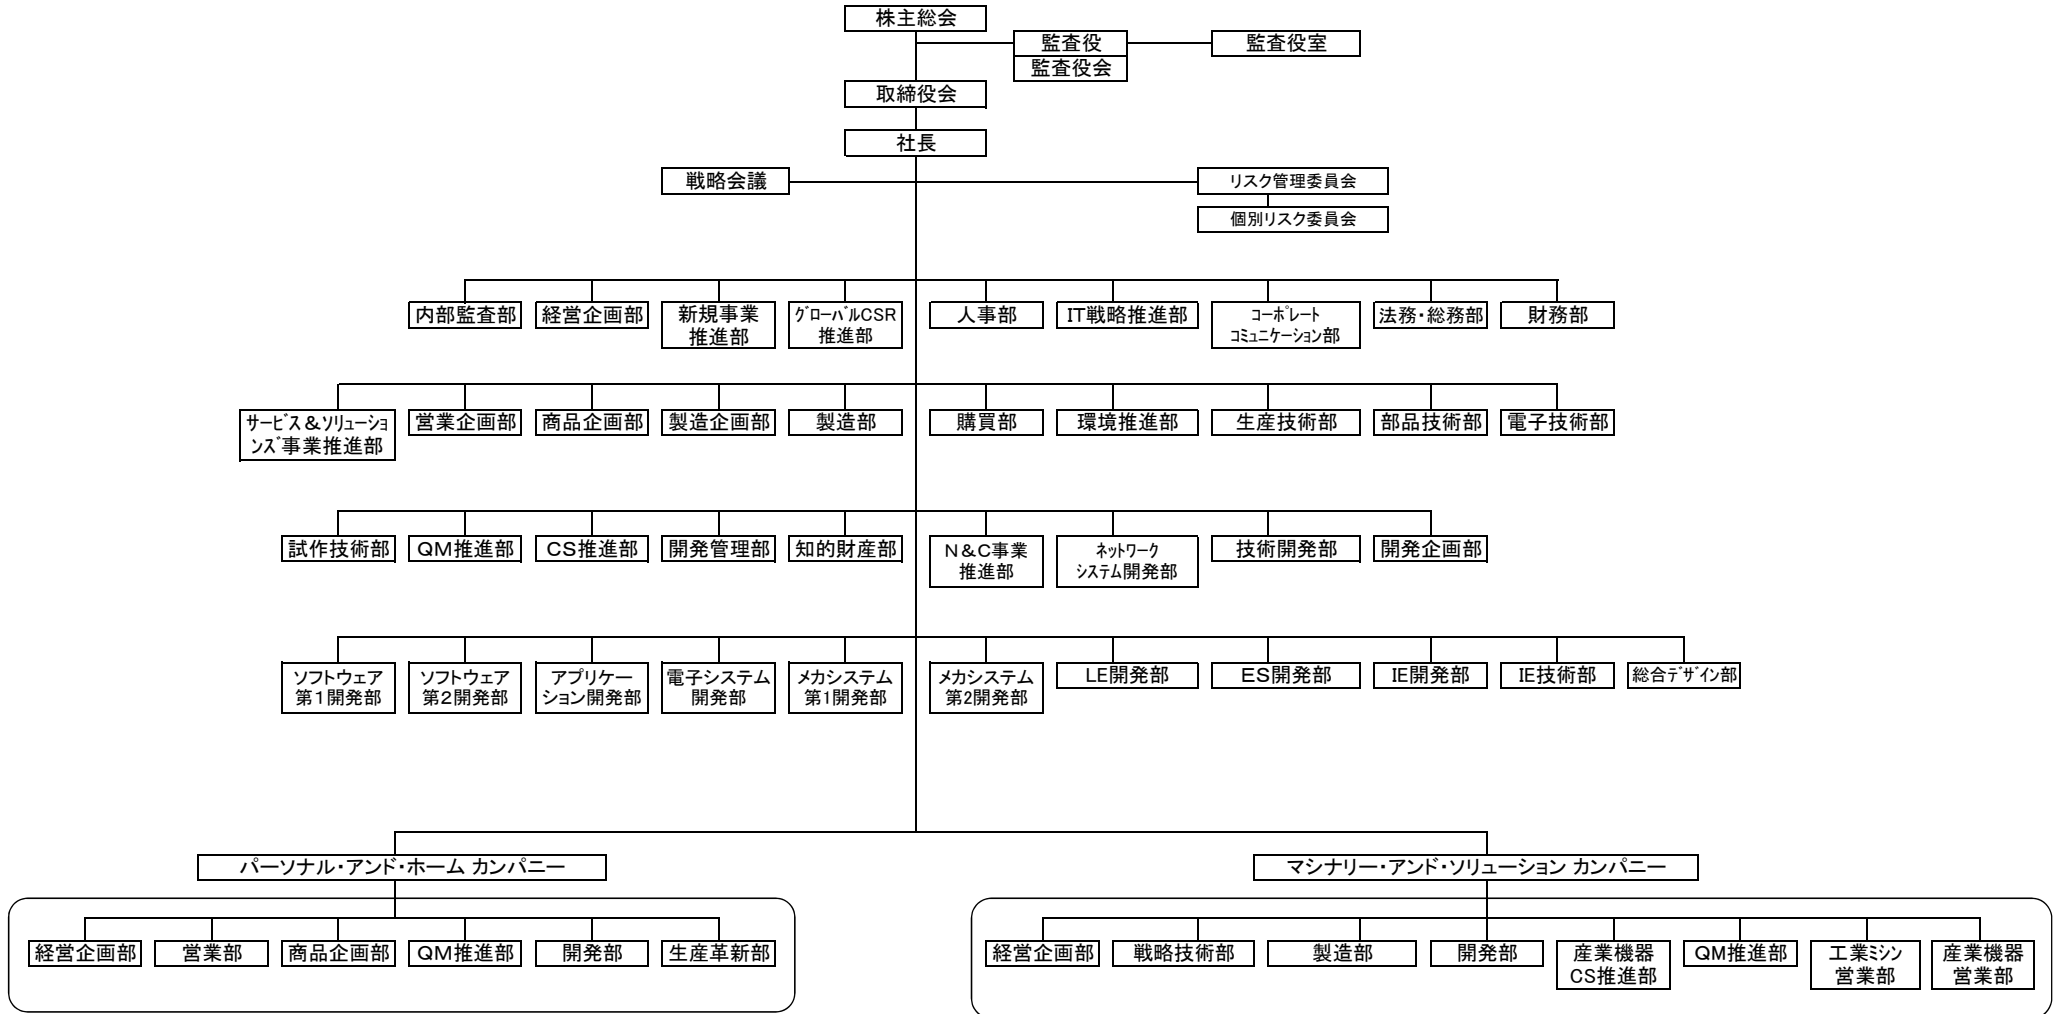 株主総会
監査役
監査役室
監査役会
取締役会
社長
戦略会議
リスク管理委員会
個別リスク委員会
内部監査部
経営企画部
新規事業
推進部
ｸﾞﾛｰﾊﾞﾙCSR
推進部
人事部
IT戦略推進部
ｺｰﾎﾟﾚｰﾄ
ｺﾐｭﾆｹｰｼｮﾝ部
法務・総務部
財務部
ｻｰﾋﾞｽ＆ｿﾘｭｰｼｮ
ﾝｽﾞ事業推進部
営業企画部
商品企画部
製造企画部
製造部
購買部
環境推進部
生産技術部
部品技術部
電子技術部
試作技術部
QM推進部
CS推進部
開発管理部
知的財産部
N＆C事業
推進部
ﾈｯﾄﾜｰｸ
ｼｽﾃﾑ開発部
技術開発部
開発企画部
ソフトウェア
第１開発部
ソフトウェア
第２開発部
アプリケー
ション開発部
電子システム
開発部
メカシステム
第1開発部
メカシステム
第2開発部
LE開発部
ES開発部
IE開発部
IE技術部
総合ﾃﾞｻﾞｲﾝ部
パーソナル・アンド・ホーム カンパニー
マシナリー・アンド・ソリューション カンパニー
経営企画部
営業部
商品企画部
QM推進部
開発部
生産革新部
経営企画部
戦略技術部
製造部
開発部
産業機器
CS推進部
QM推進部
工業ﾐｼﾝ
営業部
産業機器
営業部